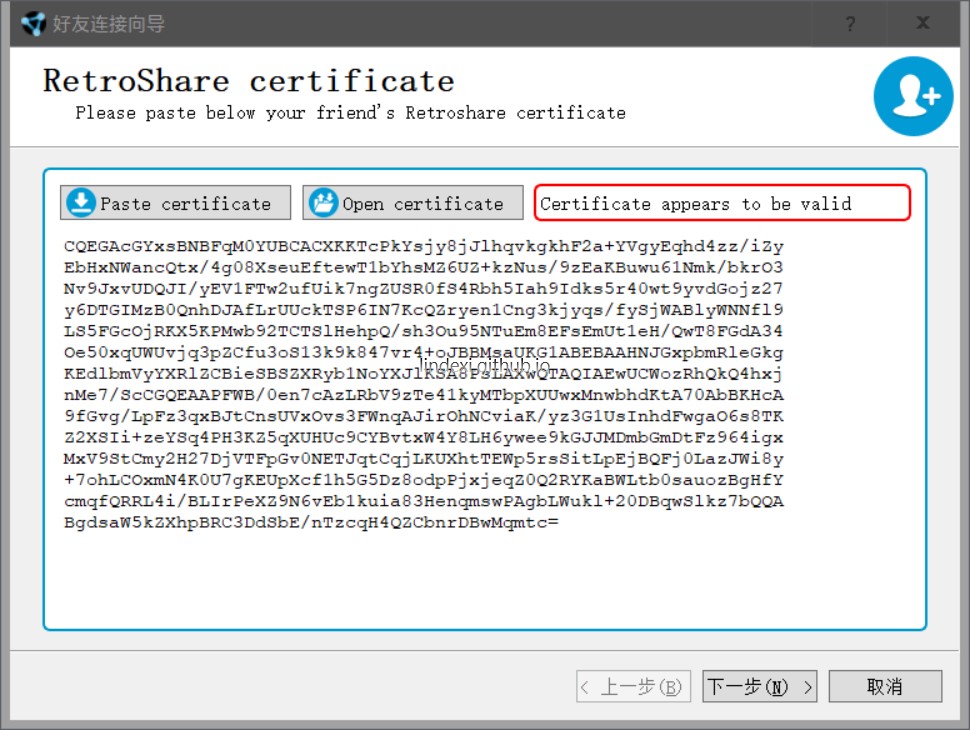 好友连接向导
?
RetroShare certificate
Please paste below your friend's Retroshare certificate
Paste certificate
Open certificate
Certificate appears to be valid
CQEGAcGYxsBNBFqM0YUBCACXKKTcPkYsjy8jJlhqvkgkhF2a+YVgyEqhd4zz/iZy
EbHxNWancQtx/4g08XseuEftewT1bYhsMZ6UZ+kzNus/9zEaKBuwu61Nmk/bkrO3
Nv9JxvUDQJI/yEV1FTw2ufUik7ngZUSR0fS4Rbh5Iah9Idks5r40wt9yvdGojz27
y6DTGIMzB0QnhDJAfLrUUckTSP6IN7KcQZryen1Cng3kjyqs/fySjWABlyWNNfl9
LS5FGcOjRKX5KPMwb92TCTSlHehpQ/sh3Ou95NTuEm8EFsEmUt1eH/QwT8FGdA34
Oe50xqUWUvjq3pZCfu3oS13k9k847vr4+oJBBMsaUKG1ABEBAAHNJGxpbmRleGkg
KEdlbmVyYXRlZCBieSBSZXRyb1NoYXJlKSA8PsLAXwQTAQIAEwUCWozRhQkQ4hxj
lindexi.github.io
nMe7/ScCGQEAAPFWB/0en7cAzLRbV9zTe41kyMTbpXUUwxMnwbhdKtA70AbBKHcA
9fGvg/LpFz3qxBJtCnsUVxOvs3FWnqAJirOhNCviaK/yz3G1UsInhdFwgaO6s8TK
Z2XSIi+zeYSq4PH3KZ5qXUHUc9CYBvtxW4Y8LH6ywee9kGJJMDmbGmDtFz964igx
MxV9StCmy2H27DjVTFpGv0NETJqtCqjLKUXhtTEWp5rsSitLpEjBQFj0LazJWi8y
+7ohLCOxmN4K0U7gKEUpXcf1h5G5Dz8odpPjxjeqZ0Q2RYKaBWLtb0sauozBgHfY
cmqfQRRL4i/BLIrPeXZ9N6vEb1kuia83HenqmswPAgbLWukl+20DBqwSlkz7bQQA
BgdsaW5kZXhpBRC3DdSbE/nTzcqH4QZCbnrDBwMqmtc=
< 上一步(B)
下一步(N) >
取消